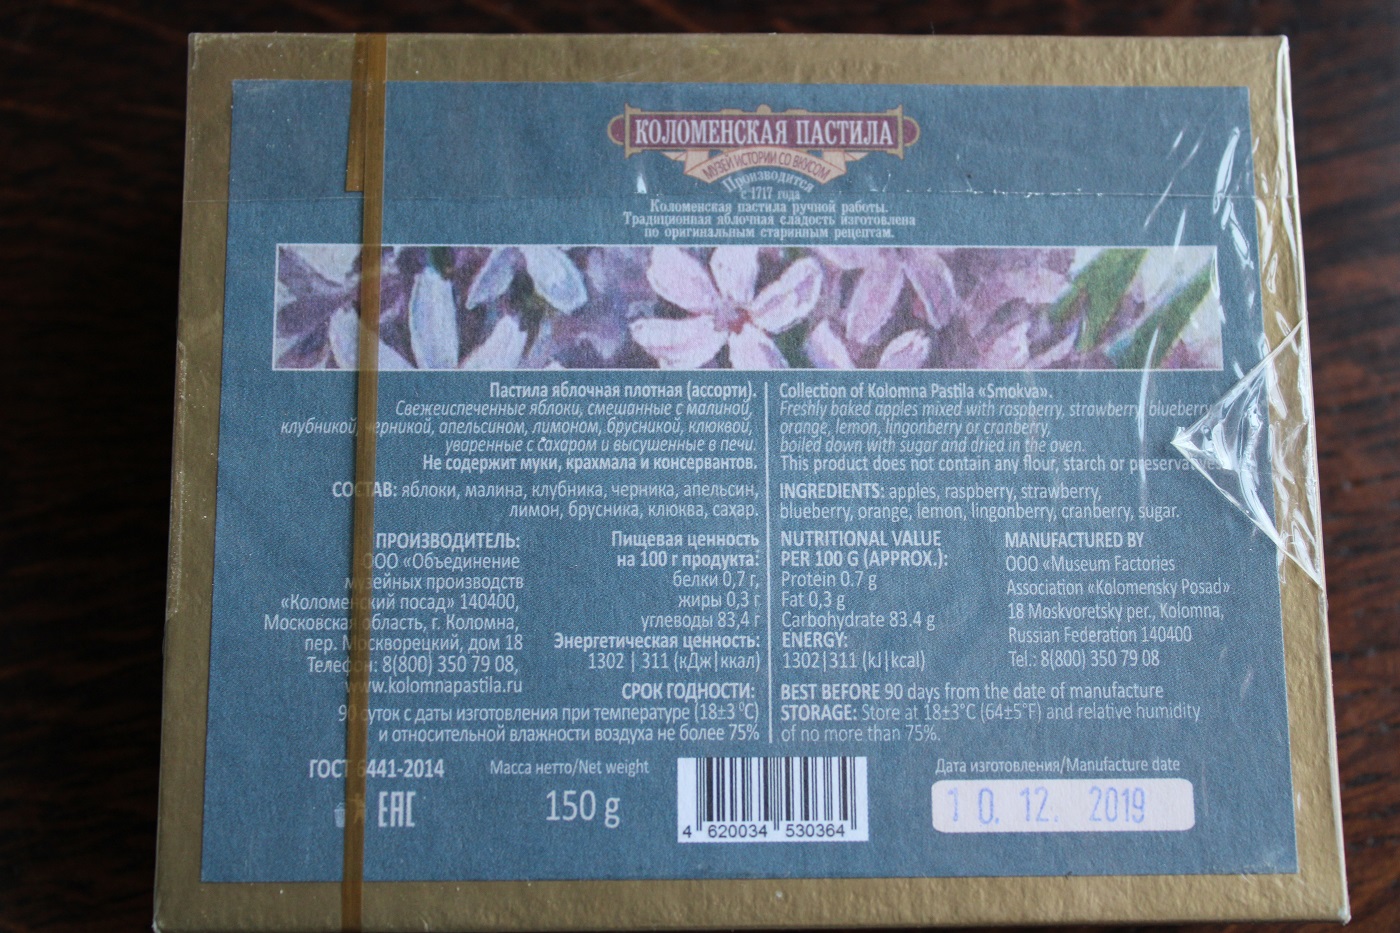 КОЛОМЕНСКАЯ ПАСТИЛА
МУЗЕЙ ИСТОРИИ СО ВКУСОМ
Производится
с 1717 года
Коломенская пастила ручной работы.
Традиционная яблочная сладость изготовлена
по оригинальным старинным рецептам.
Пастила яблочная плотная (ассорти).
Свежеиспеченные яблоки, смешанные с малиной,
клубникой, черникой, апельсином, лимоном, брусникой, клюквой,
уваренные с сахаром и высушенные в печи.
Не содержит муки, крахмала и консервантов.
СОСТАВ: яблоки, малина, клубника, черника, апельсин,
лимон, брусника, клюква, сахар.
ПРОИЗВОДИТЕЛЬ:
ООО «Объединение
музейных производств
«Коломенский посад» 140400,
Московская область, г. Коломна,
пер. Москворецкий, дом 18
Телефон: 8(800) 350 79 08,
www.kolomnapastila.ru
Пищевая ценность
на 100 г продукта:
белки 0,7 г,
жиры 0,3 г
углеводы 83,4 г
Энергетическая ценность:
1302 | 311 (кДж|ккал)
СРОК ГОДНОСТИ:
90 суток с даты изготовления при температуре (18±3 °C)
и относительной влажности воздуха не более 75%
Collection of Kolomna Pastila «Smokva».
Freshly baked apples mixed with raspberry, strawberry, blueberry,
orange, lemon, lingonberry or cranberry,
boiled down with sugar and dried in the oven.
This product does not contain any flour, starch or preservatives.
INGREDIENTS: apples, raspberry, strawberry,
blueberry, orange, lemon, lingonberry, cranberry, sugar.
NUTRITIONAL VALUE
PER 100 G (APPROX.):
Protein 0.7 g
Fat 0,3 g
Carbohydrate 83.4 g
ENERGY:
1302|311 (kJ|kcal)
MANUFACTURED BY
OOO «Museum Factories
Association «Kolomensky Posad»
18 Moskvoretsky per., Kolomna,
Russian Federation 140400
Tel.: 8(800) 350 79 08
BEST BEFORE 90 days from the date of manufacture
STORAGE: Store at 18±3°C (64±5°F) and relative humidity
of no more than 75%.
ГОСТ 6441-2014
EAC
Масса нетто/Net weight
150 g
4 620034 530364
Дата изготовления/Manufacture date
10. 12. 2019